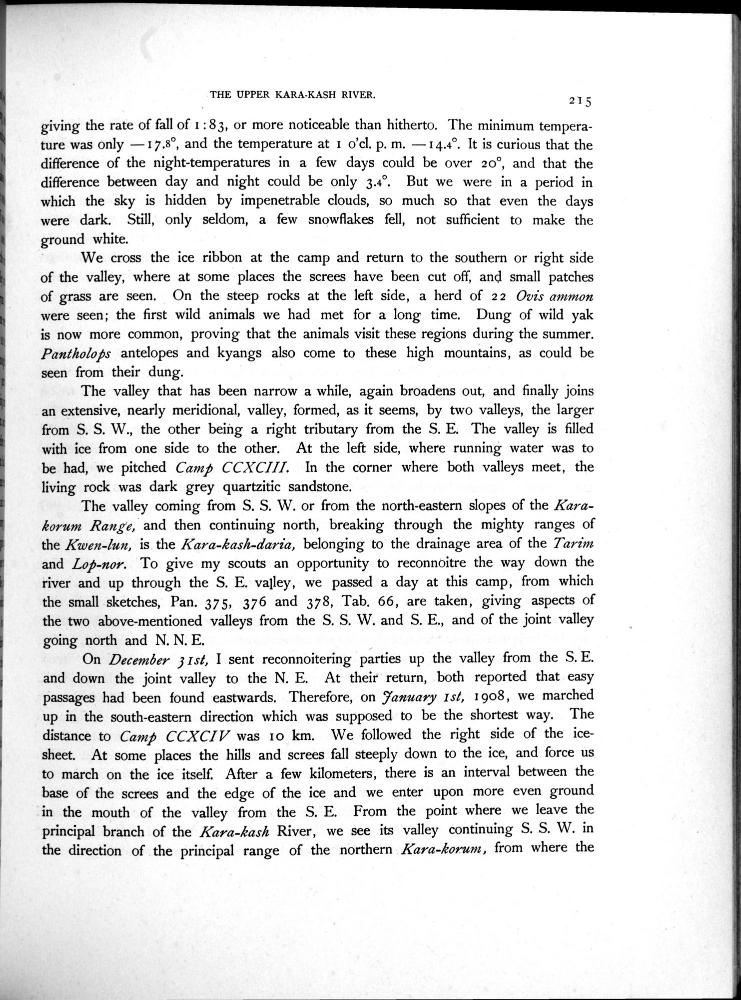 THE UPPER KARA-KASH RIVER.
215
giving the rate of fall of 1:83, or more noticeable than hitherto. The minimum tempera-
ture was only —17.8°, and the temperature at 1 o'cl. p. m. —14.4°. It is curious that the
difference of the night-temperatures in a few days could be over 20°, and that the
difference between day and night could be only 3.4°. But we were in a period in
which the sky is hidden by impenetrable clouds, so much so that even the days
were dark. Still, only seldom, a few snowflakes fell, not sufficient to make the
ground white.
We cross the ice ribbon at the camp and return to the southern or right side
of the valley, where at some places the screes have been cut off, and small patches
of grass are seen. On the steep rocks at the left side, a herd of 22 Ovis ammon
were seen; the first wild animals we had met for a long time. Dung of wild yak
is now more common, proving that the animals visit these regions during the summer.
Pantholops antelopes and kyangs also come to these high mountains, as could be
seen from their dung.
The valley that has been narrow a while, again broadens out, and finally joins
an extensive, nearly meridional, valley, formed, as it seems, by two valleys, the larger
from S. S. W., the other being a right tributary from the S. E. The valley is filled
with ice from one side to the other. At the left side, where running water was to
be had, we pitched Camp CCXCIII. In the corner where both valleys meet, the
living rock was dark grey quartzitic sandstone.
The valley coming from S. S. W. or from the north-eastern slopes of the Kara-
korum Range, and then continuing north, breaking through the mighty ranges of
the Kwen-lun, is the Kara-kash-daria, belonging to the drainage area of the Tarim
and Lop-nor. To give my scouts an opportunity to reconnoitre the way down the
river and up through the S. E. valley, we passed a day at this camp, from which
the small sketches, Pan. 375, 376 and 378, Tab. 66, are taken, giving aspects of
the two above-mentioned valleys from the S. S. W. and S. E., and of the joint valley
going north and N. N. E.
On December 31st, I sent reconnoitering parties up the valley from the S. E.
and down the joint valley to the N. E. At their return, both reported that easy
passages had been found eastwards. Therefore, on January 1st, 1908, we marched
up in the south-eastern direction which was supposed to be the shortest way. The
distance to Camp CCXCIV was 10 km. We followed the right side of the ice-
sheet. At some places the hills and screes fall steeply down to the ice, and force us
to march on the ice itself. After a few kilometers, there is an interval between the
base of the screes and the edge of the ice and we enter upon more even ground
in the mouth of the valley from the S. E. From the point where we leave the
principal branch of the Kara-kash River, we see its valley continuing S. S. W. in
the direction of the principal range of the northern Kara-korum, from where the